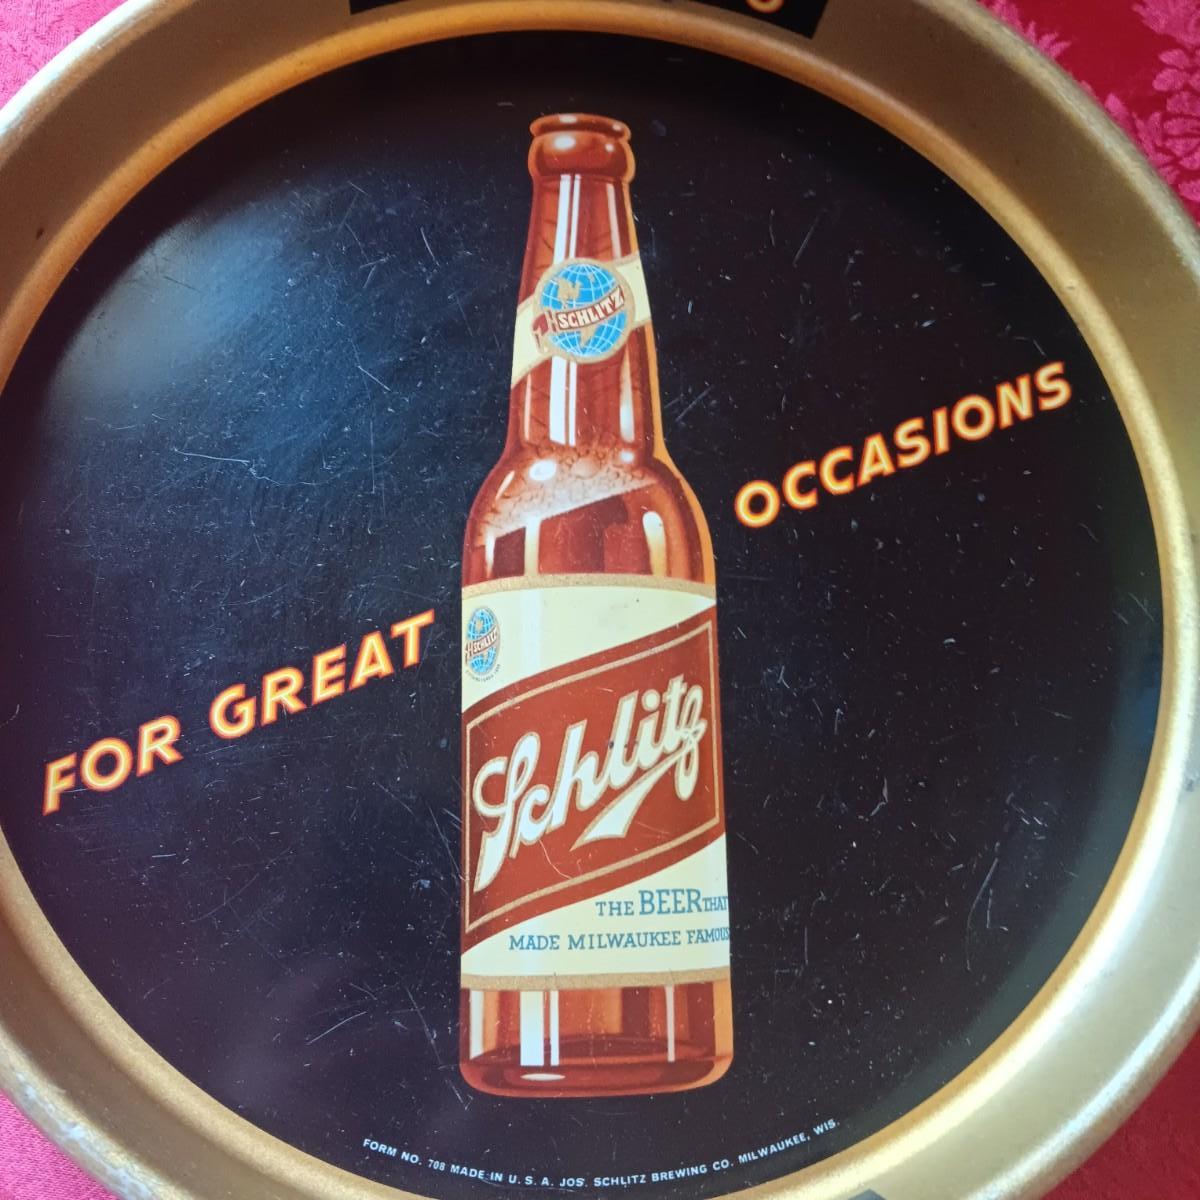 SCHLITZ
FOR GREAT OCCASIONS
SCHLITZ
Schlitz
THE BEER THAT
MADE MILWAUKEE FAMOUS
FORM NO. 708 MADE IN U.S.A. JOS. SCHLITZ BREWING CO. MILWAUKEE, WIS.